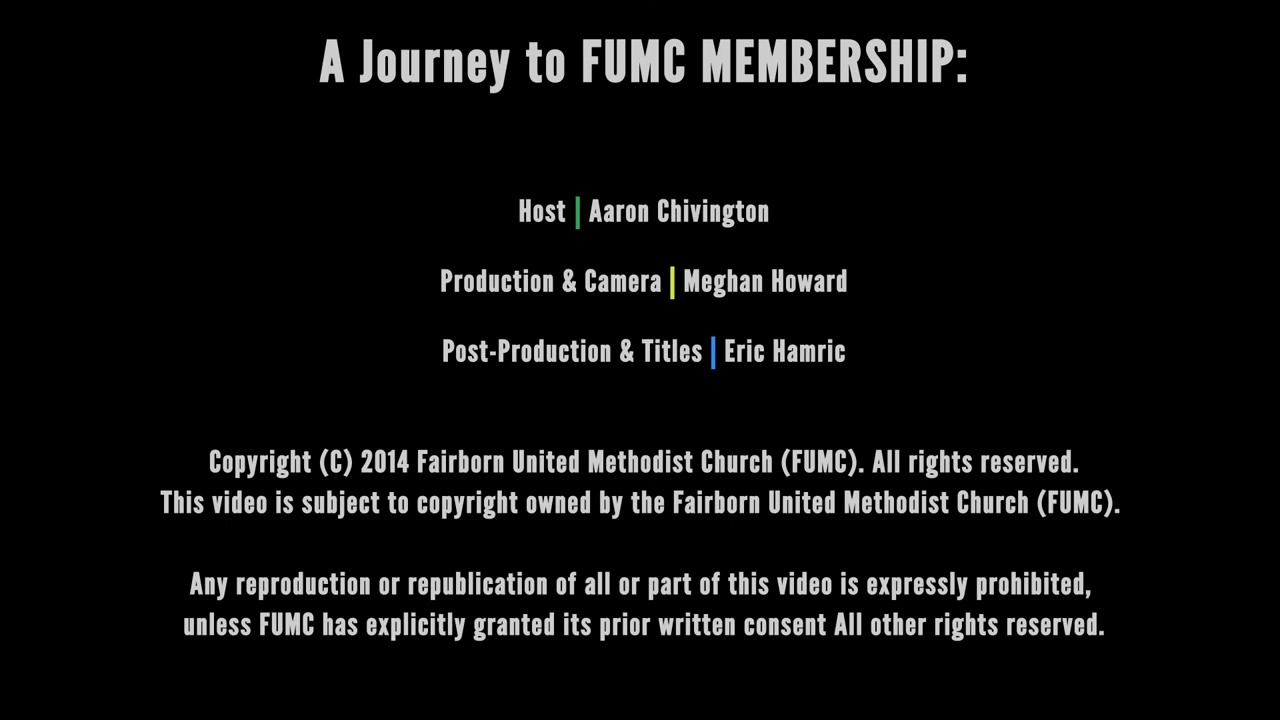 A Journey to FUMC MEMBERSHIP:
Host | Aaron Chivington
Production & Camera | Meghan Howard
Post-Production & Titles | Eric Hamric
Copyright (C) 2014 Fairborn United Methodist Church (FUMC). All rights reserved.
This video is subject to copyright owned by the Fairborn United Methodist Church (FUMC).
Any reproduction or republication of all or part of this video is expressly prohibited,
unless FUMC has explicitly granted its prior written consent All other rights reserved.